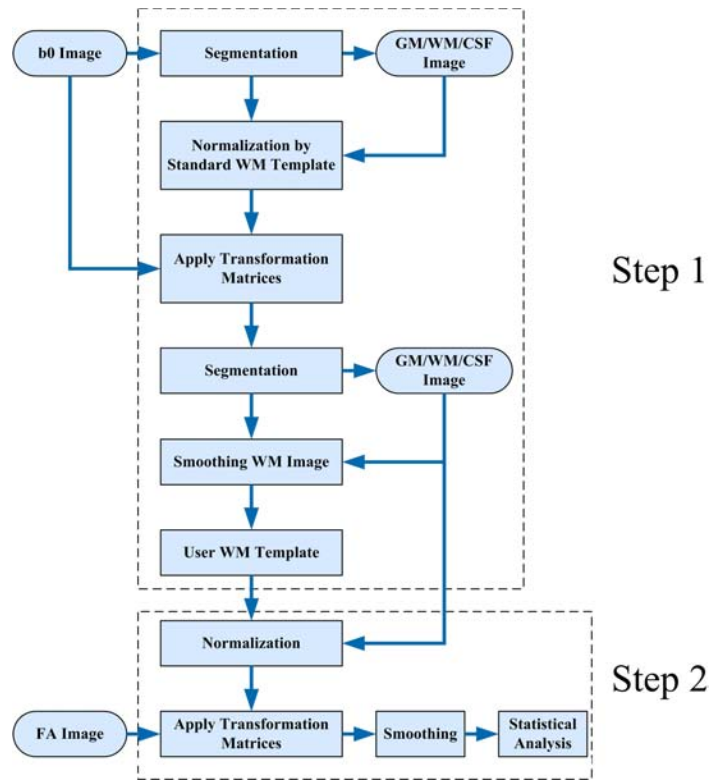 b0 Image
Segmentation
GM/WM/CSF
Image
Normalization by
Standard WM Template
Apply Transformation
Matrices
Step 1
Segmentation
GM/WM/CSF
Image
Smoothing WM Image
User WM Template
Normalization
Step 2
FA Image
Apply Transformation
Matrices
Smoothing
Statistical
Analysis